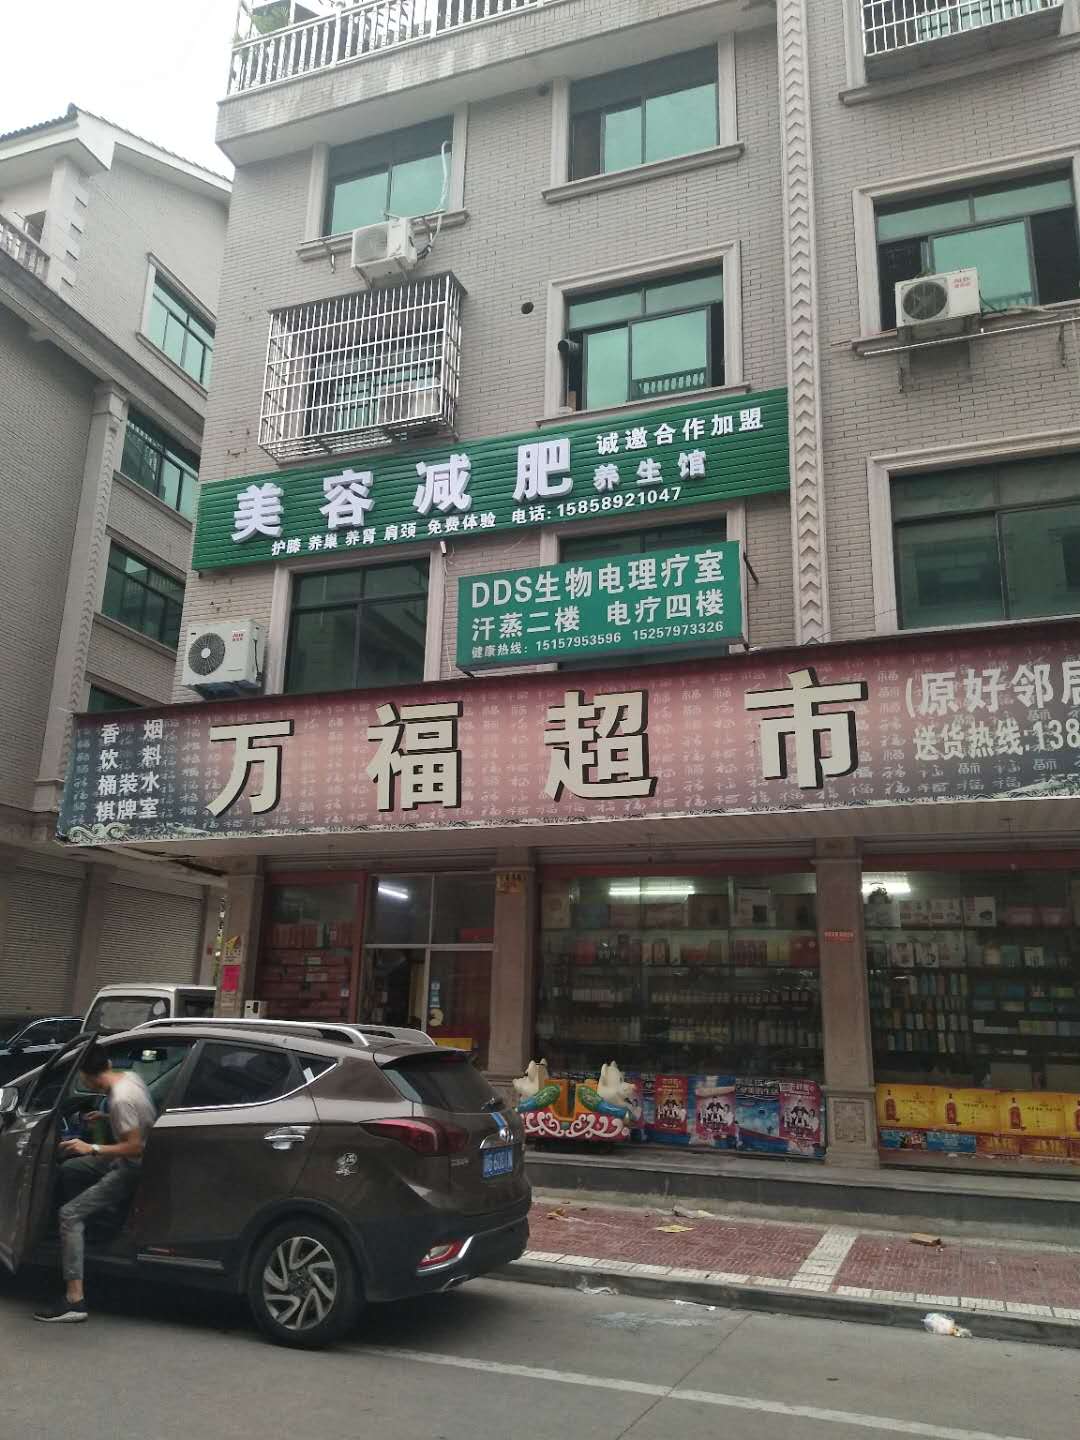 美容减肥 诚邀合作加盟
养生馆
护膝 养巢 养肾 肩颈 免费体验 电话:15858921047
DDS生物电理疗室
汗蒸二楼 电疗四楼
健康热线: 15157953596 15257973326
香烟
饮料
桶装水
棋牌室
万福超市
(原好邻居
送货热线:138